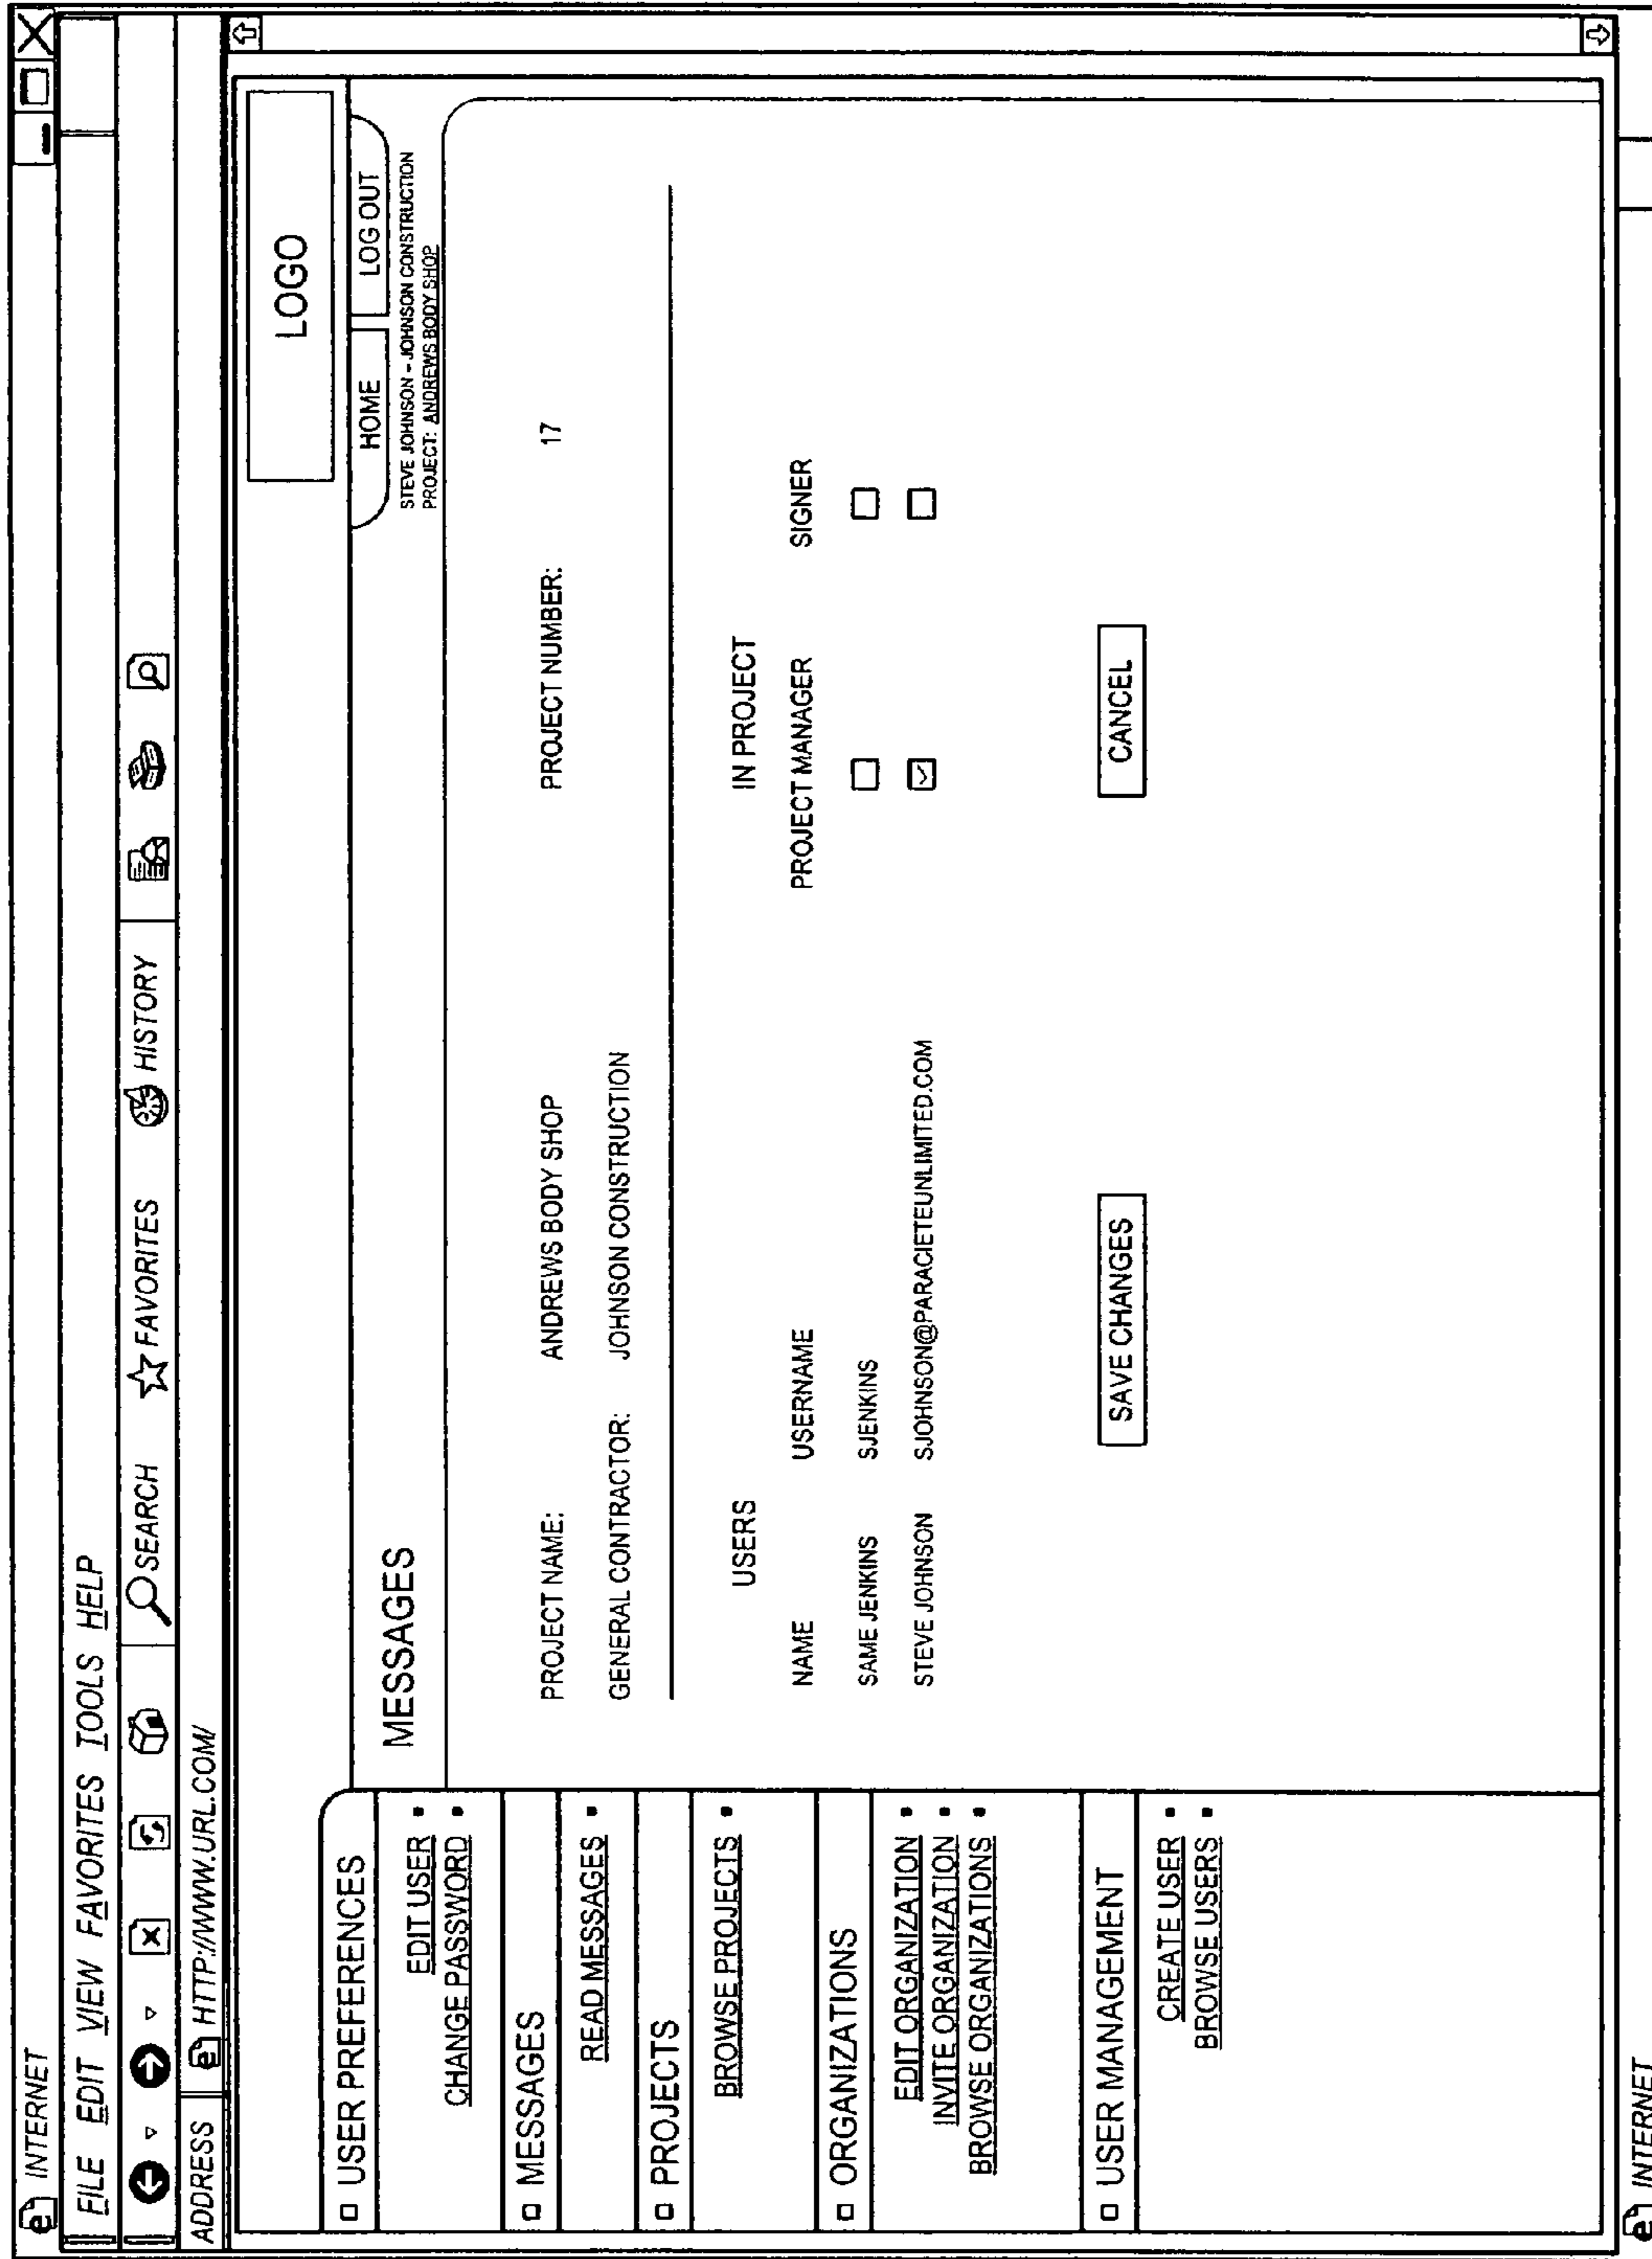 INTERNET
FILE EDIT VIEW FAVORITES TOOLS HELP
SEARCH FAVORITES HISTORY
ADDRESS HTTP://WWW.URL.COM/
LOGO
HOME LOG OUT
STEVE JOHNSON - JOHNSON CONSTRUCTION
PROJECT: ANDREWS BODY SHOP
USER PREFERENCES
EDIT USER
CHANGE PASSWORD
MESSAGES
READ MESSAGES
PROJECTS
BROWSE PROJECTS
ORGANIZATIONS
EDIT ORGANIZATION
INVITE ORGANIZATION
BROWSE ORGANIZATIONS
USER MANAGEMENT
CREATE USER
BROWSE USERS
MESSAGES
PROJECT NAME: ANDREWS BODY SHOP PROJECT NUMBER: 17
GENERAL CONTRACTOR: JOHNSON CONSTRUCTION
USERS IN PROJECT
NAME USERNAME PROJECT MANAGER SIGNER
SAME JENKINS SJENKINS
STEVE JOHNSON SJOHNSON@PARACIETEUNLIMITED.COM
SAVE CHANGES CANCEL
INTERNET